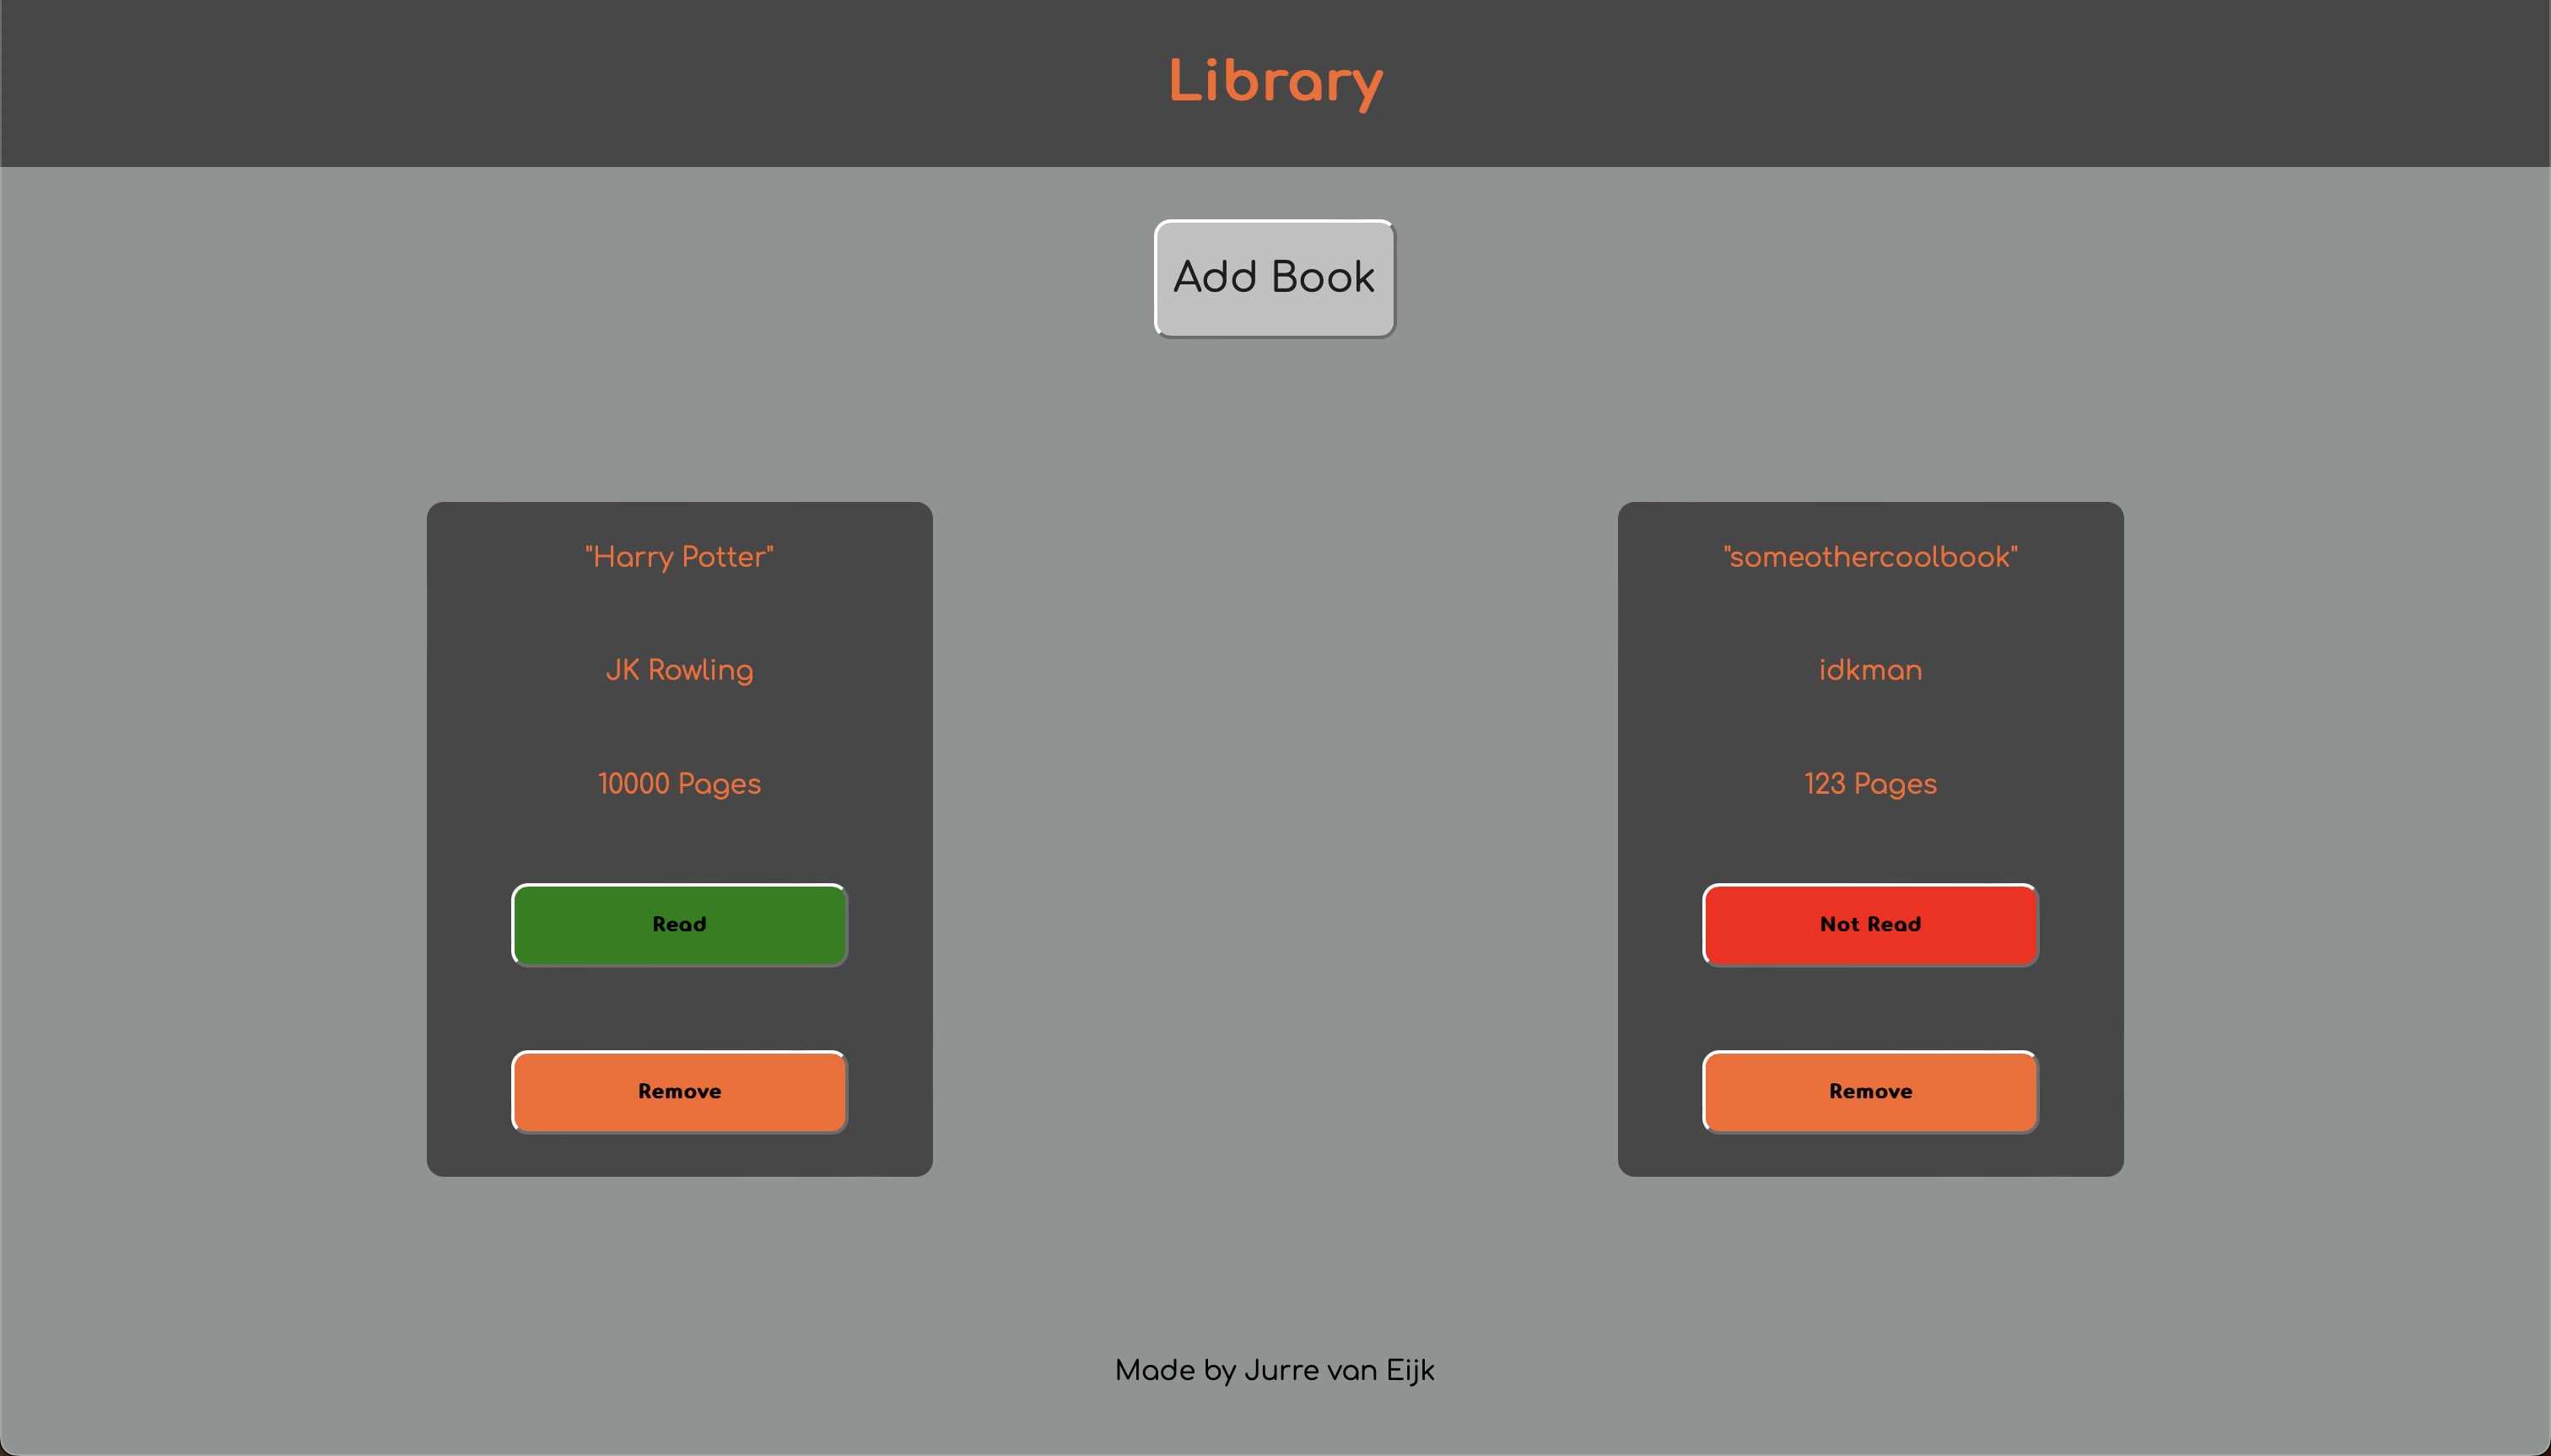 Library
Add Book
"Harry Potter"
JK Rowling
10000 Pages
Read
Remove
"someothercoolbook"
idkman
123 Pages
Not Read
Remove
Made by Jurre van Eijk